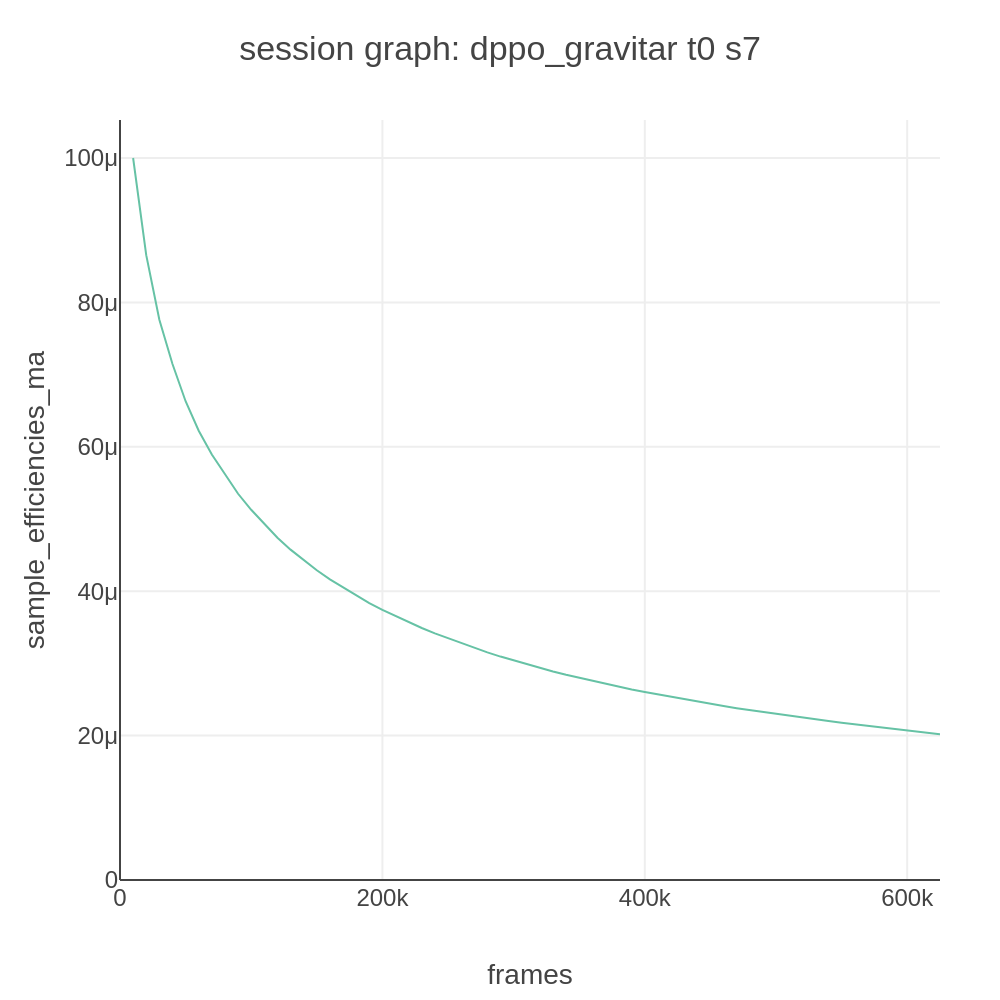 session graph: dppo_gravitar t0 s7
100μ
80μ
60μ
40μ
20μ
0
sample_efficiencies_ma
0
200k
400k
600k
frames